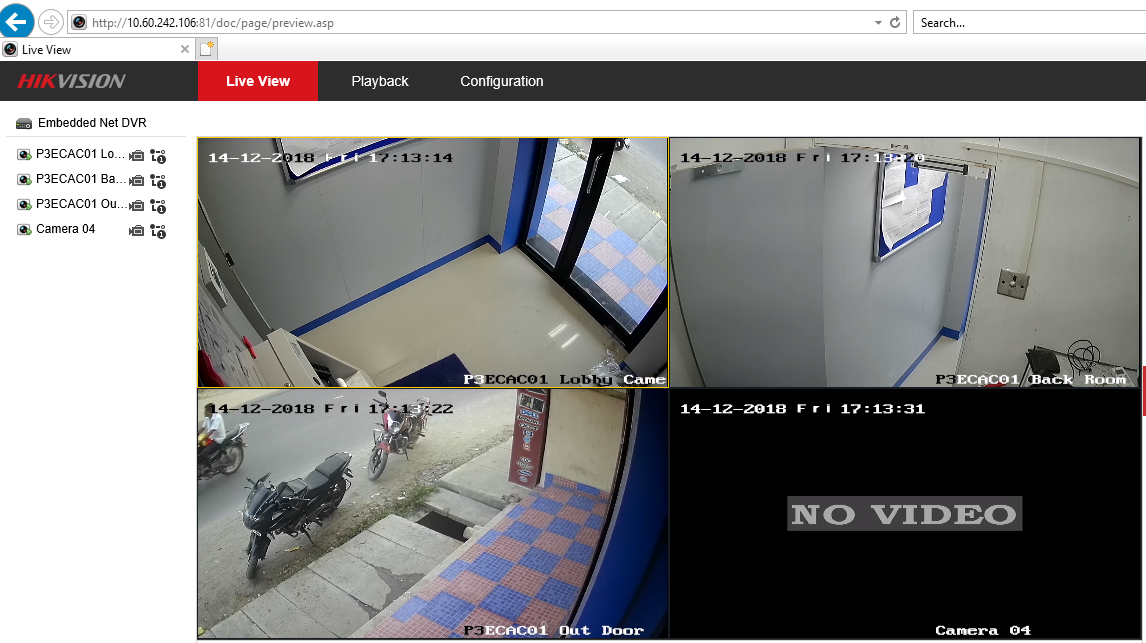 http://10.60.242.106:81/doc/page/preview.asp
Search...
Live View
HIKVISION
Live View
Playback
Configuration
Embedded Net DVR
P3ECAC01 Lo...
P3ECAC01 Ba...
P3ECAC01 Ou...
Camera 04
14-12-2018 Fri 17:13:14
P3ECAC01 Lobby Came
14-12-2018 Fri 17:13:20
P3ECAC01 Back Room
14-12-2018 Fri 17:13:22
P3ECAC01 Out Door
14-12-2018 Fri 17:13:31
NO VIDEO
Camera 04